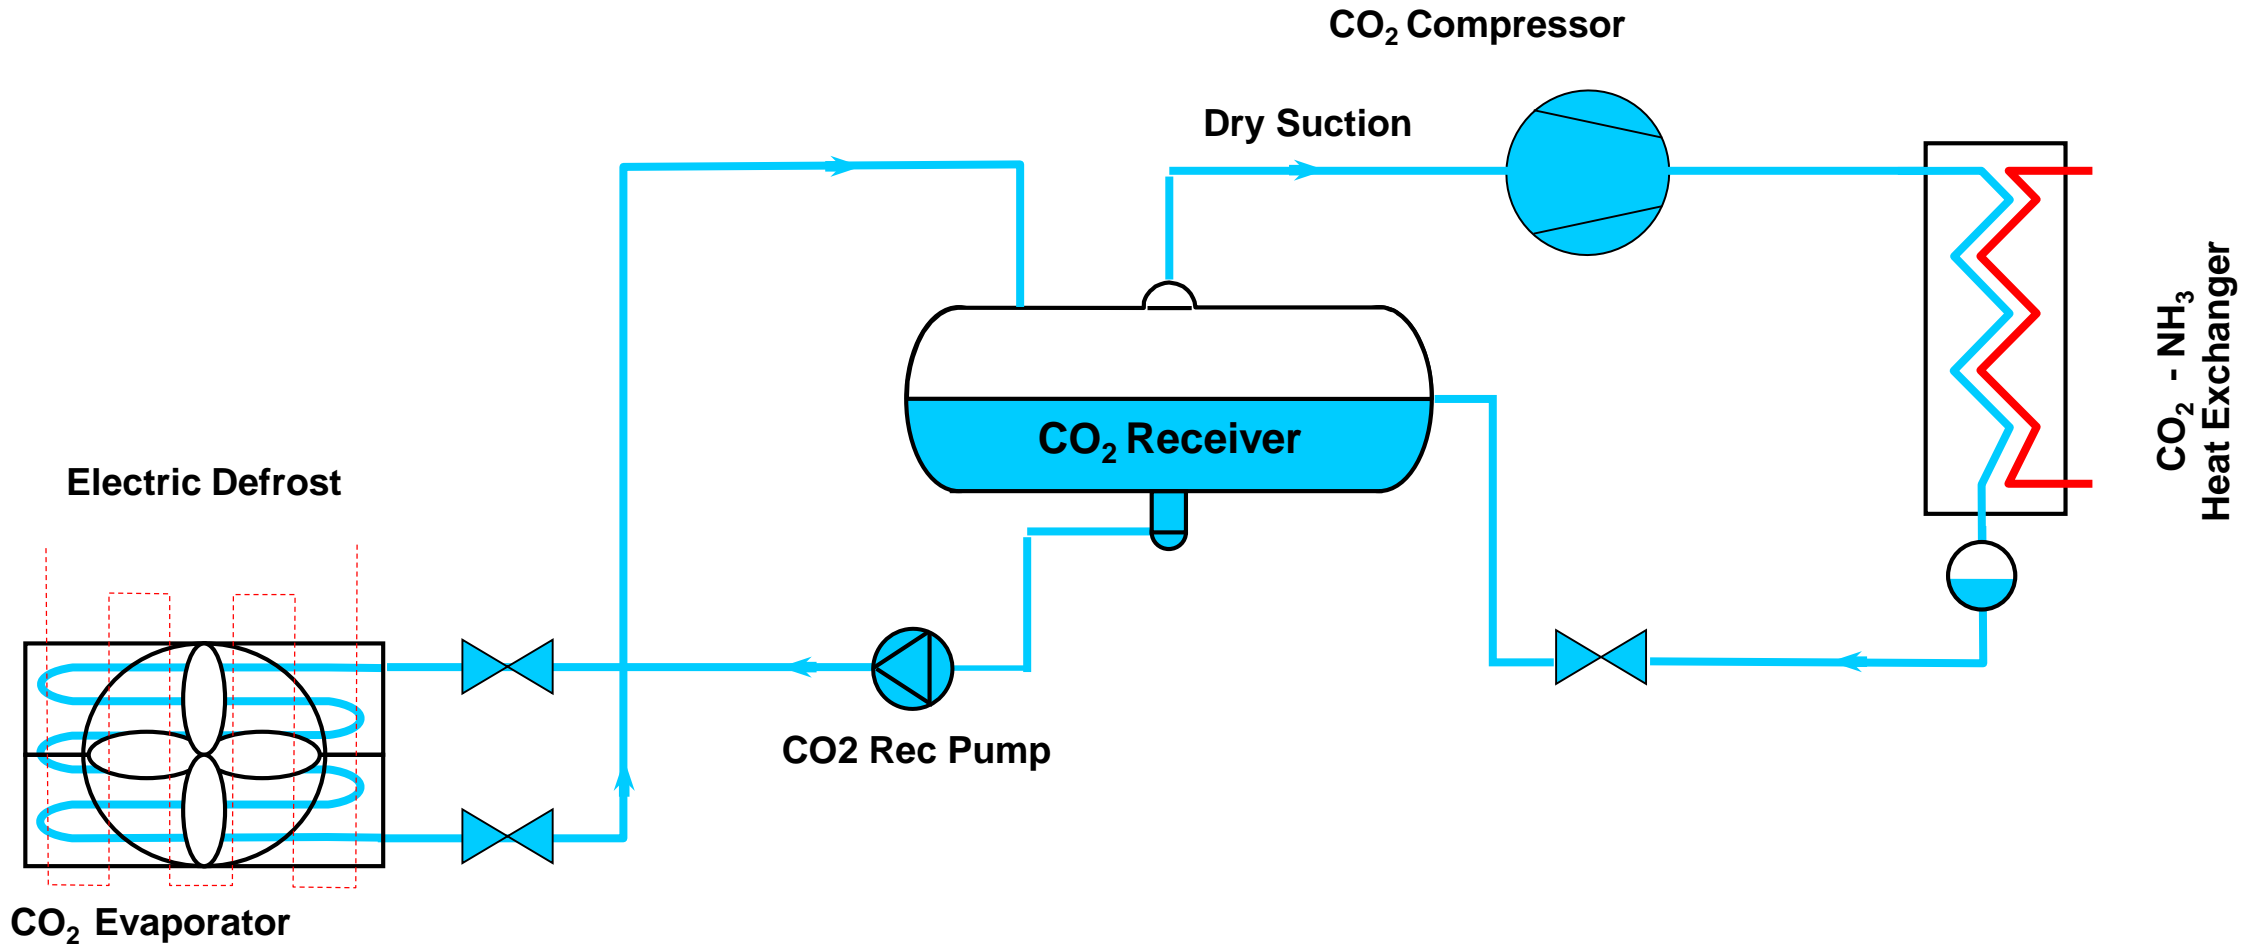 CO₂ Compressor
Dry Suction
CO₂ - NH₃
Heat Exchanger
CO₂ Receiver
Electric Defrost
CO2 Rec Pump
CO₂ Evaporator